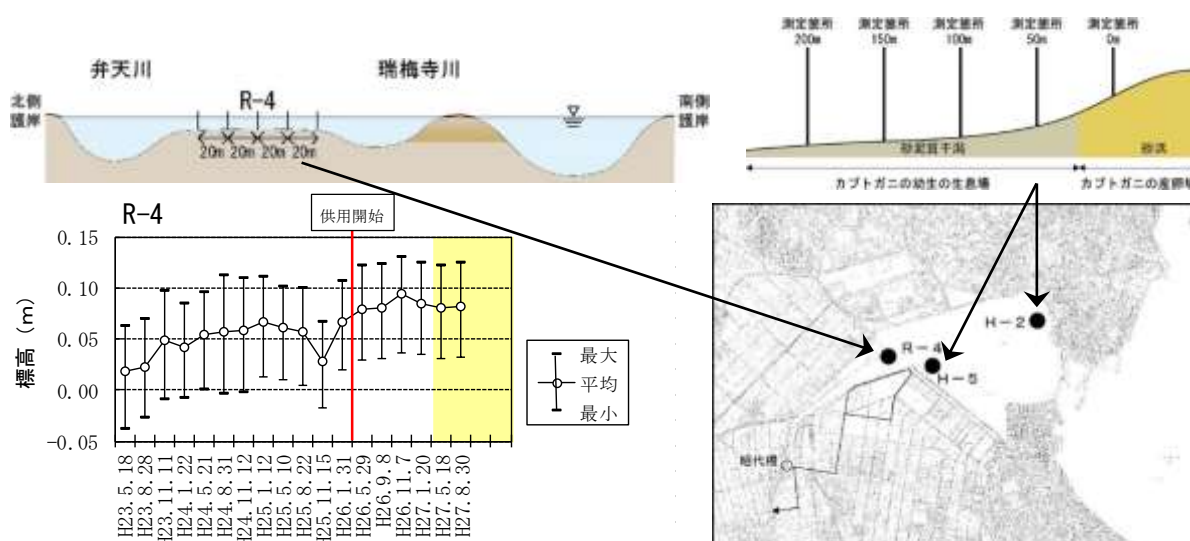 弁天川
瑞梅寺川
北側
護岸
R-4
南側
護岸
20m 20m 20m 20m
測定箇所
200m
測定箇所
150m
測定箇所
100m
測定箇所
50m
測定箇所
0m
砂泥質干潟
砂浜
カブトガニの幼生の生息場
カブトガニの産卵場
R-4
供用開始
標高 (m)
0.15
0.10
0.05
0.00
-0.05
H23.5.18
H23.8.28
H23.11.11
H24.1.22
H24.5.21
H24.8.31
H24.11.12
H25.1.12
H25.5.10
H25.8.22
H25.11.15
H26.1.31
H26.5.29
H26.9.8
H26.11.7
H27.1.20
H27.5.18
H27.8.30
最大
平均
最小
H-2
R-4
H-5